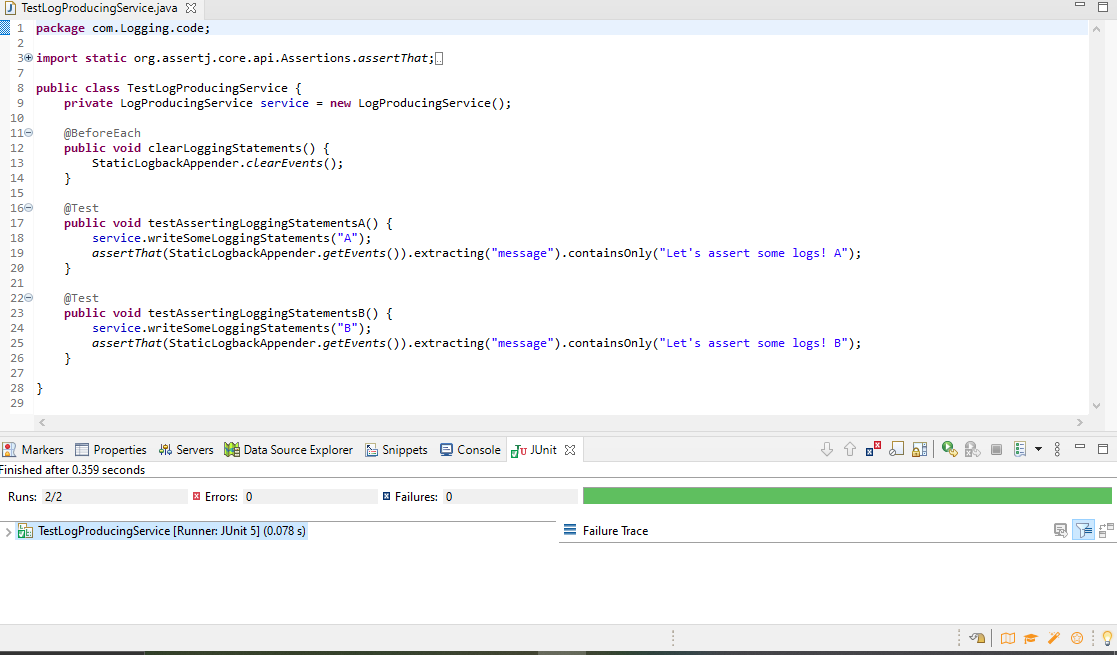 TestLogProducingService.java
1 package com.Logging.code;
2
3 import static org.assertj.core.api.Assertions.assertThat;
7
8 public class TestLogProducingService {
9     private LogProducingService service = new LogProducingService();
10
11     @BeforeEach
12     public void clearLoggingStatements() {
13         StaticLogbackAppender.clearEvents();
14     }
15
16     @Test
17     public void testAssertingLoggingStatementsA() {
18         service.writeSomeLoggingStatements("A");
19         assertThat(StaticLogbackAppender.getEvents()).extracting("message").containsOnly("Let's assert some logs! A");
20     }
21
22     @Test
23     public void testAssertingLoggingStatementsB() {
24         service.writeSomeLoggingStatements("B");
25         assertThat(StaticLogbackAppender.getEvents()).extracting("message").containsOnly("Let's assert some logs! B");
26     }
27
28 }
29
Markers Properties Servers Data Source Explorer Snippets Console JUnit
Finished after 0.359 seconds
Runs: 2/2 Errors: 0 Failures: 0
TestLogProducingService [Runner: JUnit 5] (0.078 s) Failure Trace